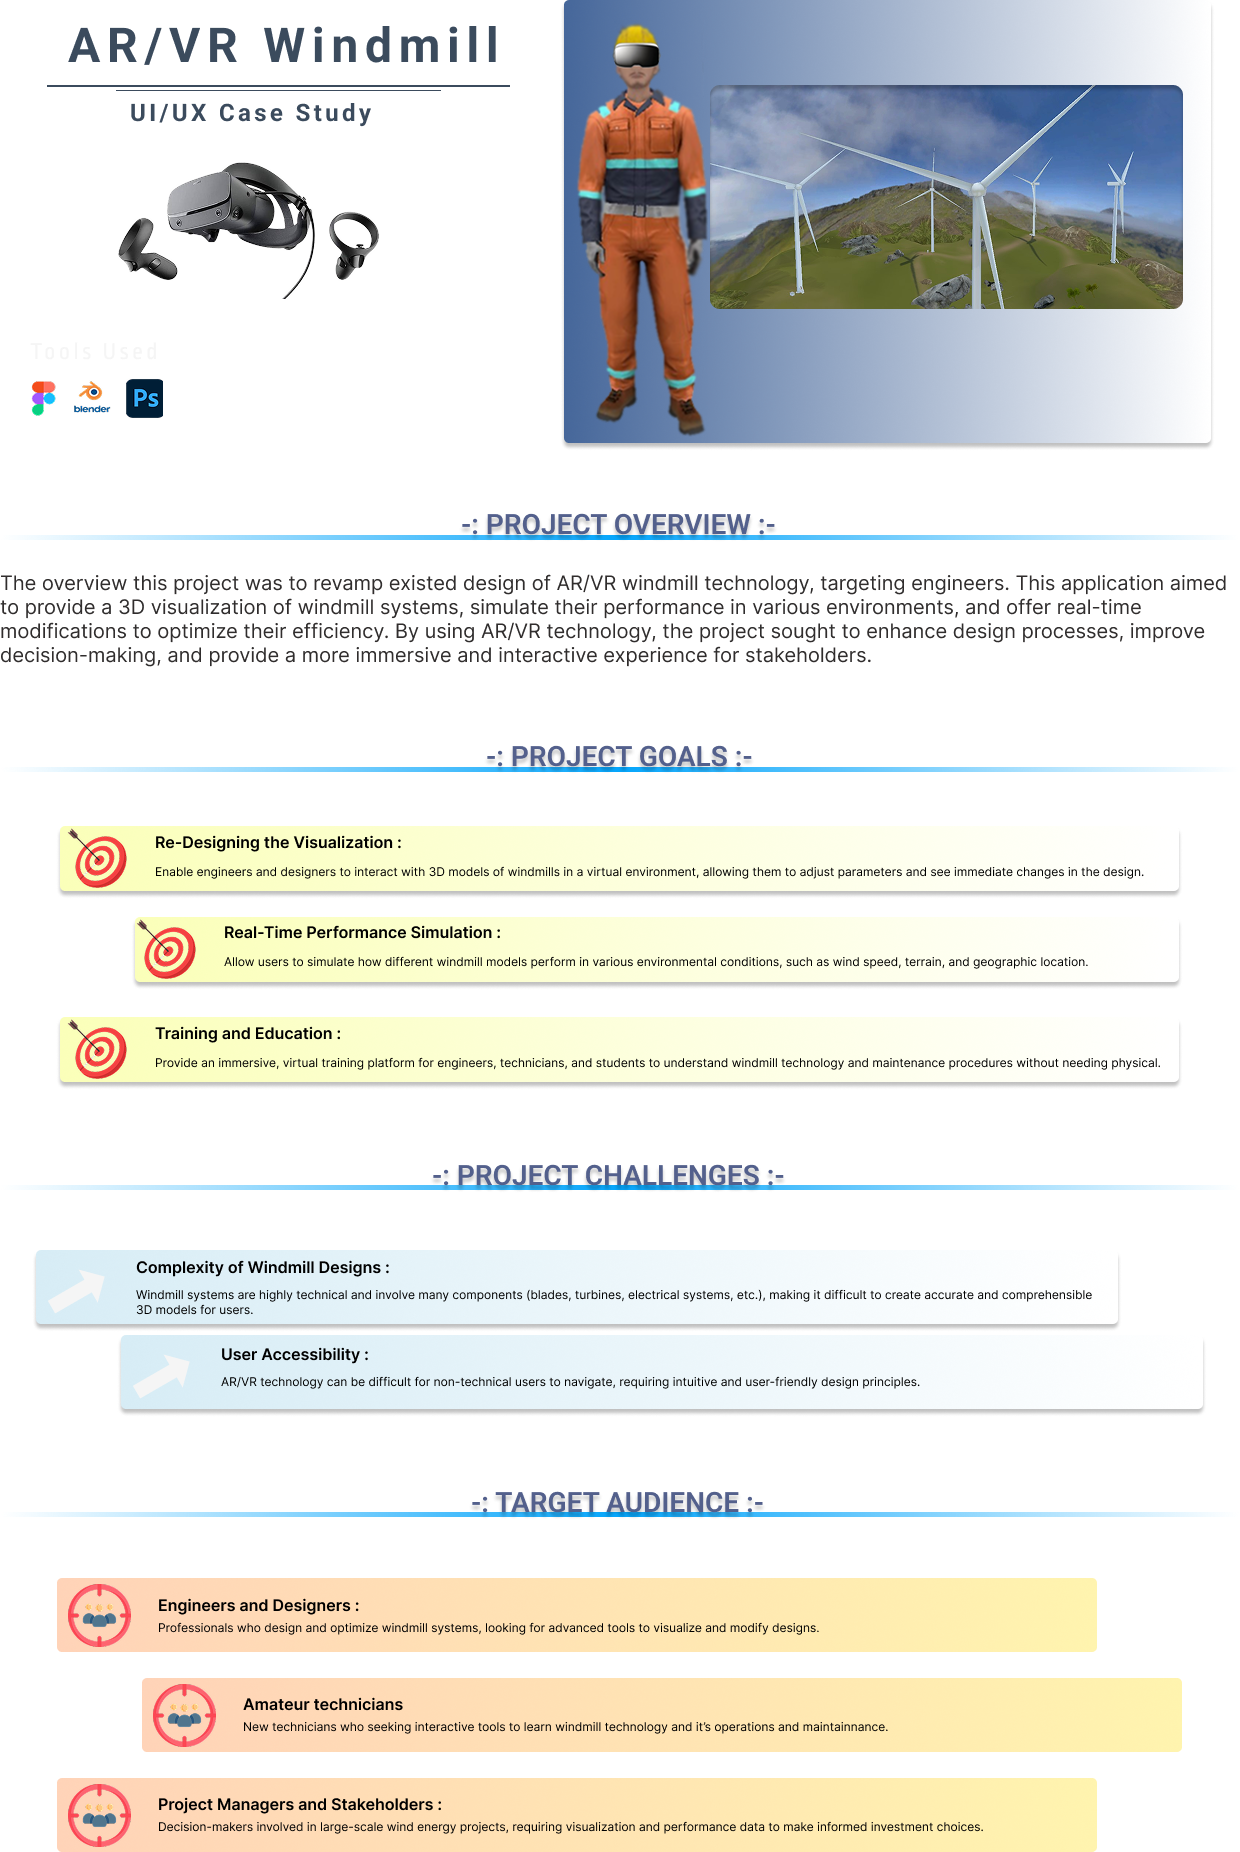 AR/VR Windmill
UI/UX Case Study
Tools Used
blender
Ps
-: PROJECT OVERVIEW :-
The overview this project was to revamp existed design of AR/VR windmill technology, targeting engineers. This application aimed
to provide a 3D visualization of windmill systems, simulate their performance in various environments, and offer real-time
modifications to optimize their efficiency. By using AR/VR technology, the project sought to enhance design processes, improve
decision-making, and provide a more immersive and interactive experience for stakeholders.
-: PROJECT GOALS :-
Re-Designing the Visualization :
Enable engineers and designers to interact with 3D models of windmills in a virtual environment, allowing them to adjust parameters and see immediate changes in the design.
Real-Time Performance Simulation :
Allow users to simulate how different windmill models perform in various environmental conditions, such as wind speed, terrain, and geographic location.
Training and Education :
Provide an immersive, virtual training platform for engineers, technicians, and students to understand windmill technology and maintenance procedures without needing physical.
-: PROJECT CHALLENGES :-
Complexity of Windmill Designs :
Windmill systems are highly technical and involve many components (blades, turbines, electrical systems, etc.), making it difficult to create accurate and comprehensible
3D models for users.
User Accessibility :
AR/VR technology can be difficult for non-technical users to navigate, requiring intuitive and user-friendly design principles.
-: TARGET AUDIENCE :-
Engineers and Designers :
Professionals who design and optimize windmill systems, looking for advanced tools to visualize and modify designs.
Amateur technicians
New technicians who seeking interactive tools to learn windmill technology and it's operations and maintainnance.
Project Managers and Stakeholders :
Decision-makers involved in large-scale wind energy projects, requiring visualization and performance data to make informed investment choices.